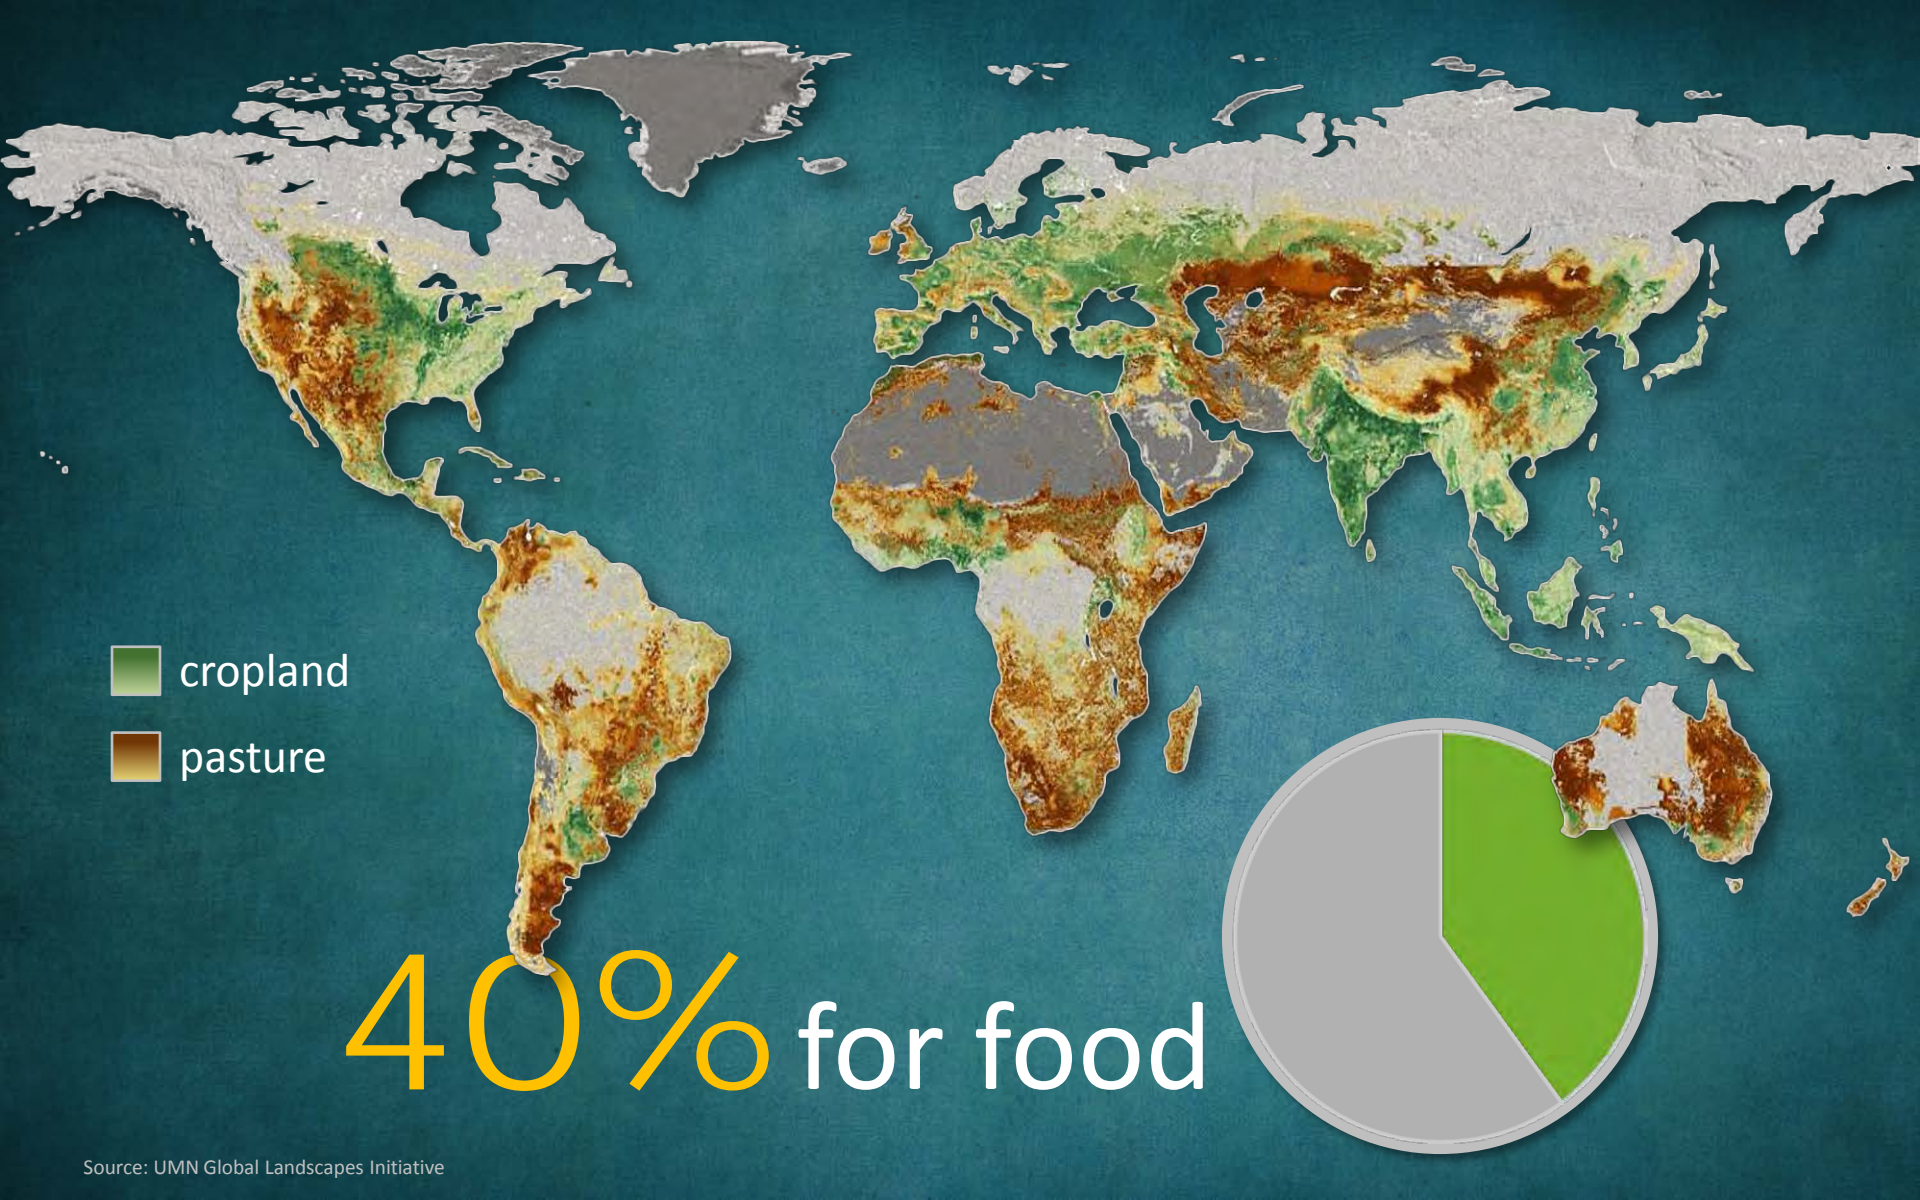 cropland
pasture
40% for food
Source: UMN Global Landscapes Initiative